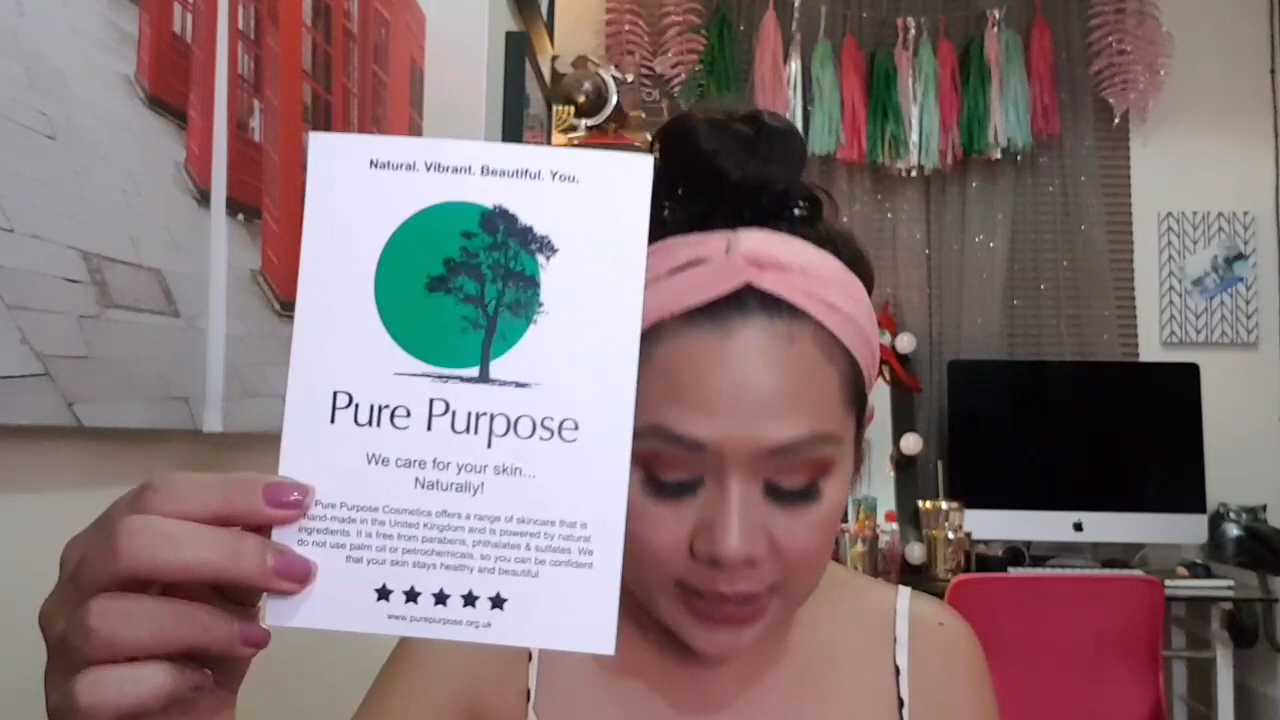 Natural. Vibrant. Beautiful. You.
Pure Purpose
We care for your skin...
Naturally!
Pure Purpose Cosmetics offers a range of skincare that is
hand-made in the United Kingdom and is powered by natural
ingredients. It is free from parabens, phthalates & sulfates. We
do not use palm oil or petrochemicals, so you can be confident
that your skin stays healthy and beautiful.
www.purepurpose.org.uk